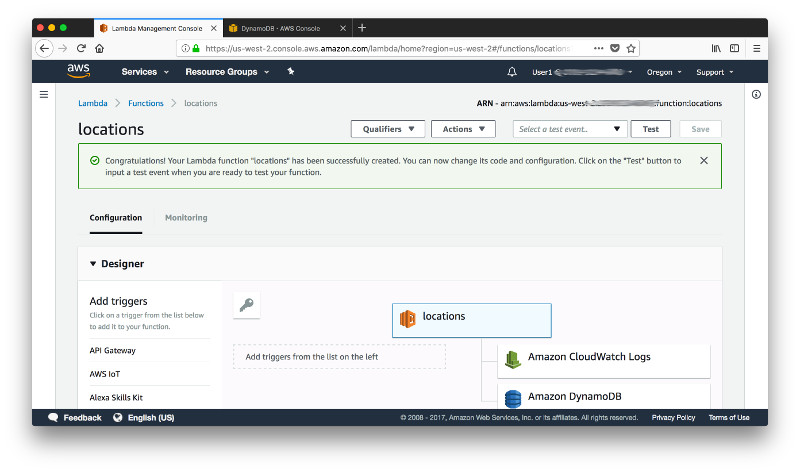 Lambda Management Console
DynamoDB - AWS Console
https://us-west-2.console.aws.amazon.com/lambda/home?region=us-west-2#/functions/locations
aws
Services
Resource Groups
User1
Oregon
Support
Lambda
Functions
locations
ARN - arn:aws:lambda:us-west-2 :function:locations
locations
Qualifiers
Actions
Select a test event..
Test
Save
Congratulations! Your Lambda function "locations" has been successfully created. You can now change its code and configuration. Click on the "Test" button to
input a test event when you are ready to test your function.
Configuration
Monitoring
Designer
Add triggers
Click on a trigger from the list below
to add it to your function.
API Gateway
AWS IoT
Alexa Skills Kit
locations
Add triggers from the list on the left
Amazon CloudWatch Logs
Amazon DynamoDB
Feedback
English (US)
© 2008 - 2017, Amazon Web Services, Inc. or its affiliates. All rights reserved.
Privacy Policy
Terms of Use